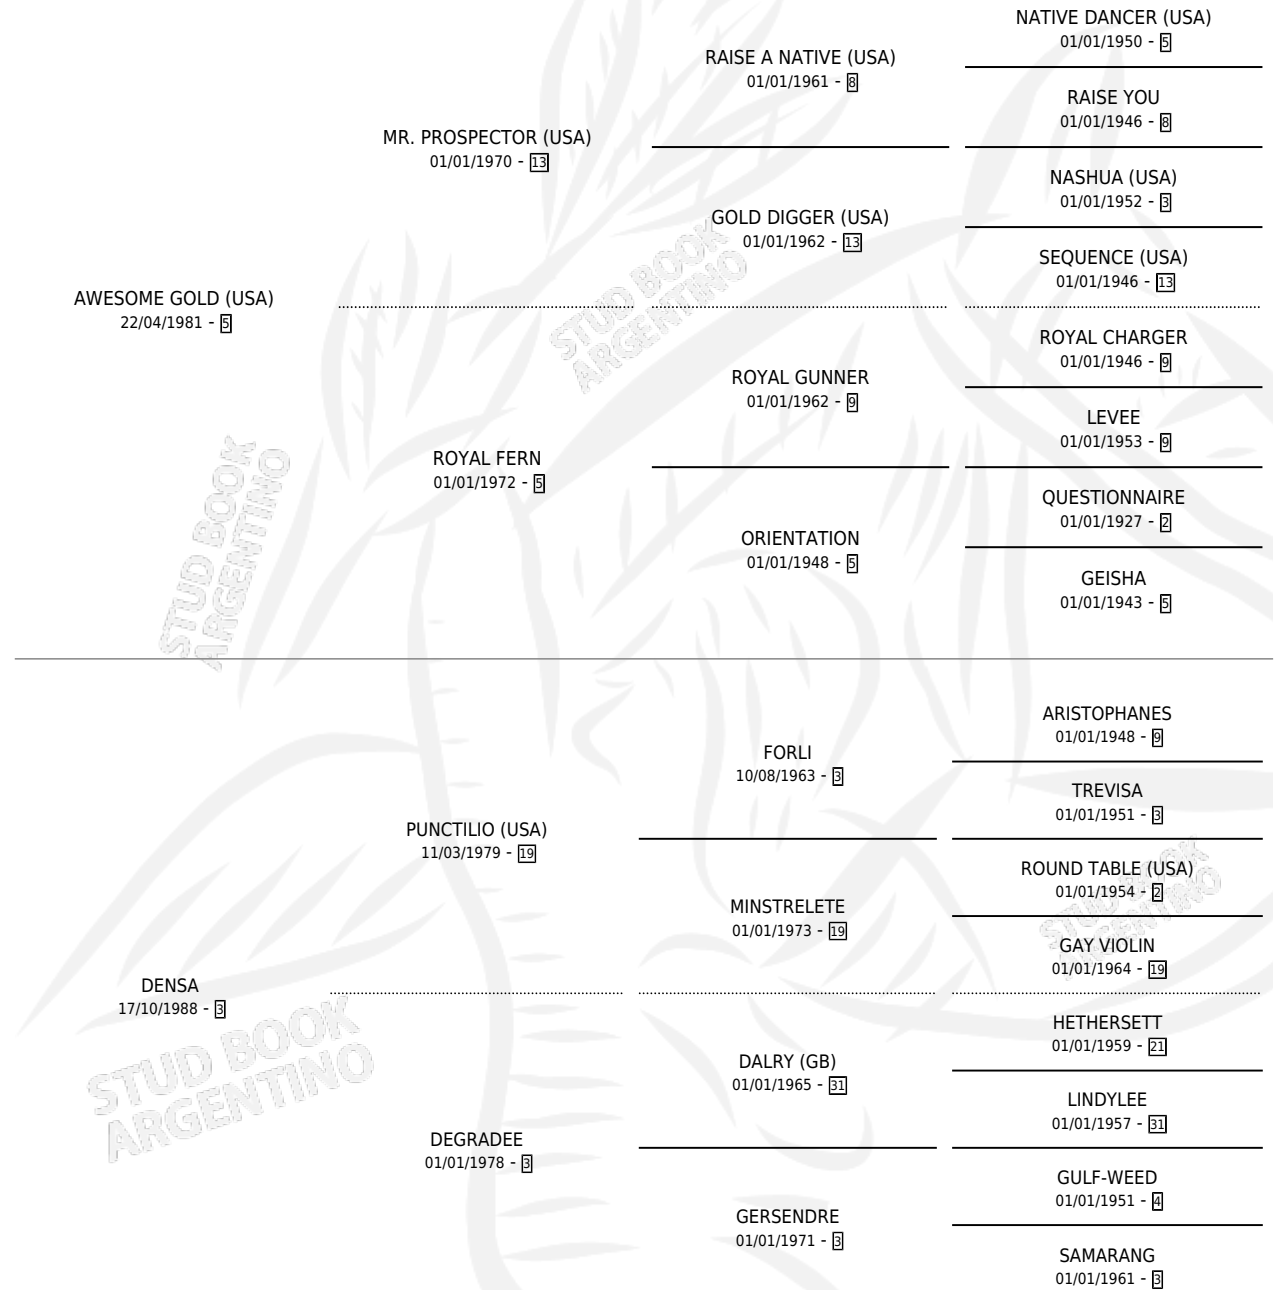 NATIVE DANCER (USA)
01/01/1950 - 5
RAISE A NATIVE (USA)
01/01/1961 - 8
RAISE YOU
01/01/1946 - 8
MR. PROSPECTOR (USA)
01/01/1970 - 13
NASHUA (USA)
01/01/1952 - 3
GOLD DIGGER (USA)
01/01/1962 - 13
SEQUENCE (USA)
01/01/1946 - 13
AWESOME GOLD (USA)
22/04/1981 - 5
STUD BOOK
ARGENTINO
ROYAL CHARGER
01/01/1946 - 9
ROYAL GUNNER
01/01/1962 - 9
LEVEE
01/01/1953 - 9
ROYAL FERN
01/01/1972 - 5
QUESTIONNAIRE
01/01/1927 - 2
ORIENTATION
01/01/1948 - 5
GEISHA
01/01/1943 - 5
STUD BOOK
ARGENTINO
ARISTOPHANES
01/01/1948 - 9
FORLI
10/08/1963 - 3
TREVISA
01/01/1951 - 3
PUNCTILIO (USA)
11/03/1979 - 19
ROUND TABLE (USA)
01/01/1954 - 2
MINSTRELETE
01/01/1973 - 19
STUD BOOK
ARGENTINO
GAY VIOLIN
01/01/1964 - 19
DENSA
17/10/1988 - 3
HETHERSETT
01/01/1959 - 21
DALRY (GB)
01/01/1965 - 31
STUD BOOK
ARGENTINO
LINDYLEE
01/01/1957 - 31
DEGRADEE
01/01/1978 - 3
GULF-WEED
01/01/1951 - 4
GERSENDRE
01/01/1971 - 3
SAMARANG
01/01/1961 - 3